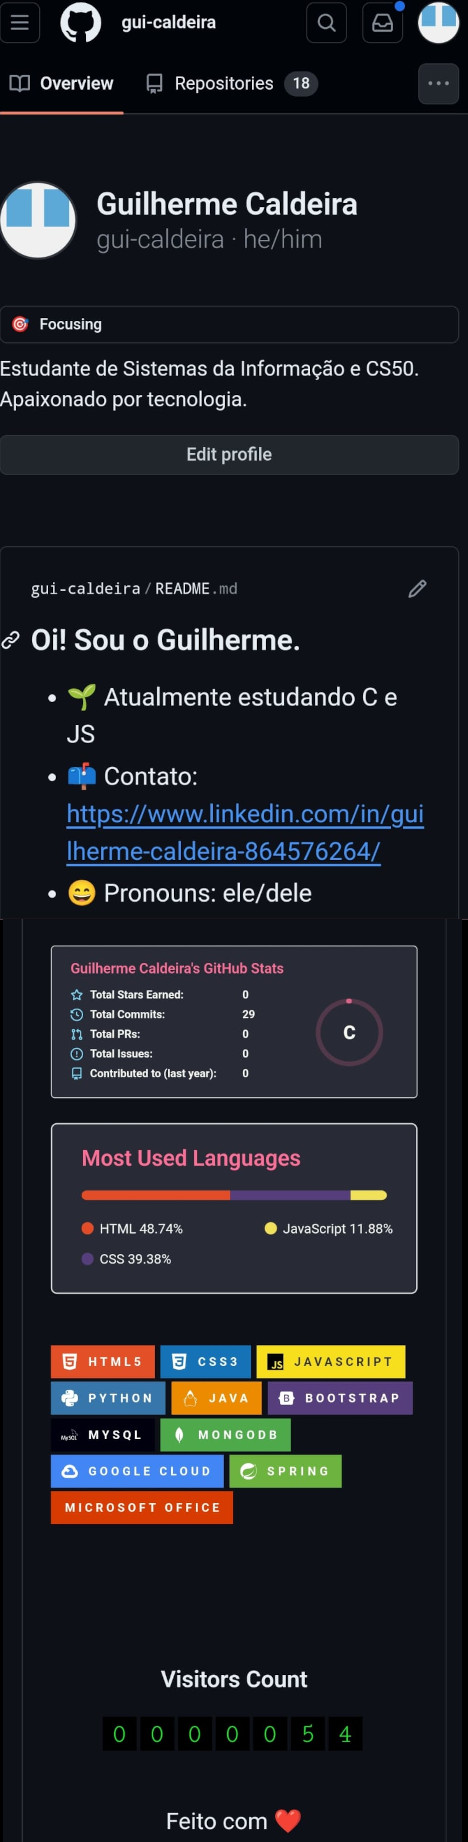 gui-caldeira
Overview Repositories 18
Guilherme Caldeira
gui-caldeira · he/him
🎯 Focusing
Estudante de Sistemas da Informação e CS50.
Apaixonado por tecnologia.
Edit profile
gui-caldeira/README.md
Oi! Sou o Guilherme.
• 🌱 Atualmente estudando C e
JS
• 📫 Contato:
https://www.linkedin.com/in/gui
lherme-caldeira-864576264/
• 😄 Pronouns: ele/dele
Guilherme Caldeira's GitHub Stats
Total Stars Earned: 0
Total Commits: 29
Total PRs: 0
Total Issues: 0
Contributed to (last year): 0
C
Most Used Languages
HTML 48.74% JavaScript 11.88%
CSS 39.38%
HTML5 CSS3 JS JAVASCRIPT
PYTHON JAVA B BOOTSTRAP
MySQL MYSQL MONGODB
GOOGLE CLOUD SPRING
MICROSOFT OFFICE
Visitors Count
0 0 0 0 0 5 4
Feito com ❤️